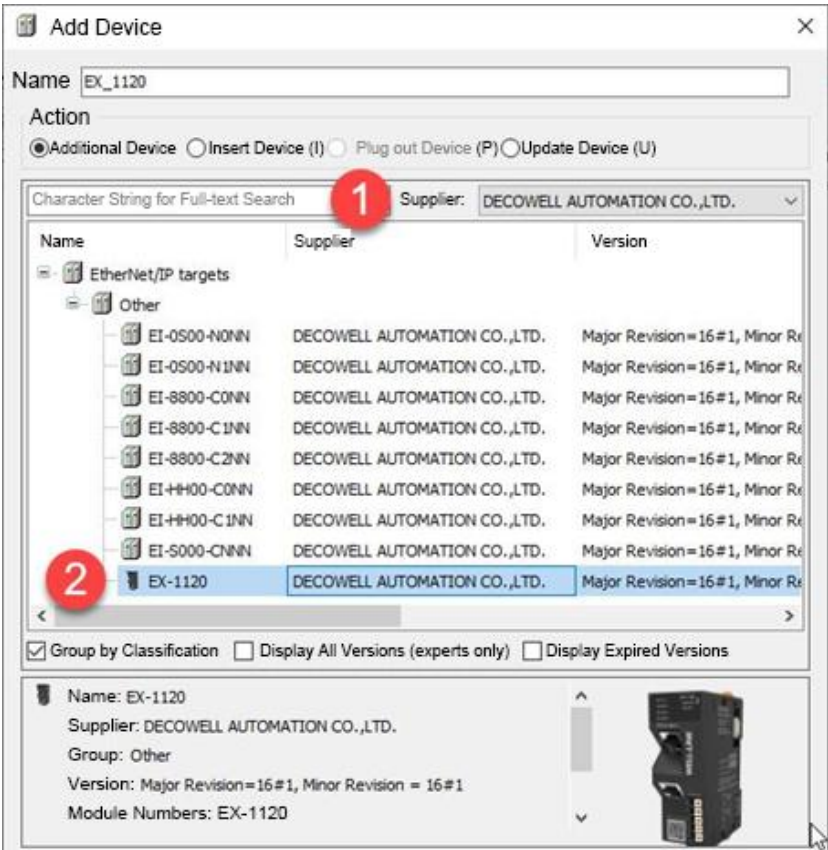 Add Device
Name EX_1120
Action
Additional Device Insert Device (I) Plug out Device (P) Update Device (U)
Character String for Full-text Search 1 Supplier: DECOWELL AUTOMATION CO.,LTD.
Name Supplier Version
EtherNet/IP targets
Other
EI-0S00-N0NN DECOWELL AUTOMATION CO.,LTD. Major Revision=16#1, Minor Re
EI-0S00-N1NN DECOWELL AUTOMATION CO.,LTD. Major Revision=16#1, Minor Re
EI-8800-C0NN DECOWELL AUTOMATION CO.,LTD. Major Revision=16#1, Minor Re
EI-8800-C1NN DECOWELL AUTOMATION CO.,LTD. Major Revision=16#1, Minor Re
EI-8800-C2NN DECOWELL AUTOMATION CO.,LTD. Major Revision=16#1, Minor Re
EI-HH00-C0NN DECOWELL AUTOMATION CO.,LTD. Major Revision=16#1, Minor Re
EI-HH00-C1NN DECOWELL AUTOMATION CO.,LTD. Major Revision=16#1, Minor Re
EI-S000-CNNN DECOWELL AUTOMATION CO.,LTD. Major Revision=16#1, Minor Re
2 EX-1120 DECOWELL AUTOMATION CO.,LTD. Major Revision=16#1, Minor Re
Group by Classification Display All Versions (experts only) Display Expired Versions
Name: EX-1120
Supplier: DECOWELL AUTOMATION CO.,LTD.
Group: Other
Version: Major Revision=16#1, Minor Revision = 16#1
Module Numbers: EX-1120